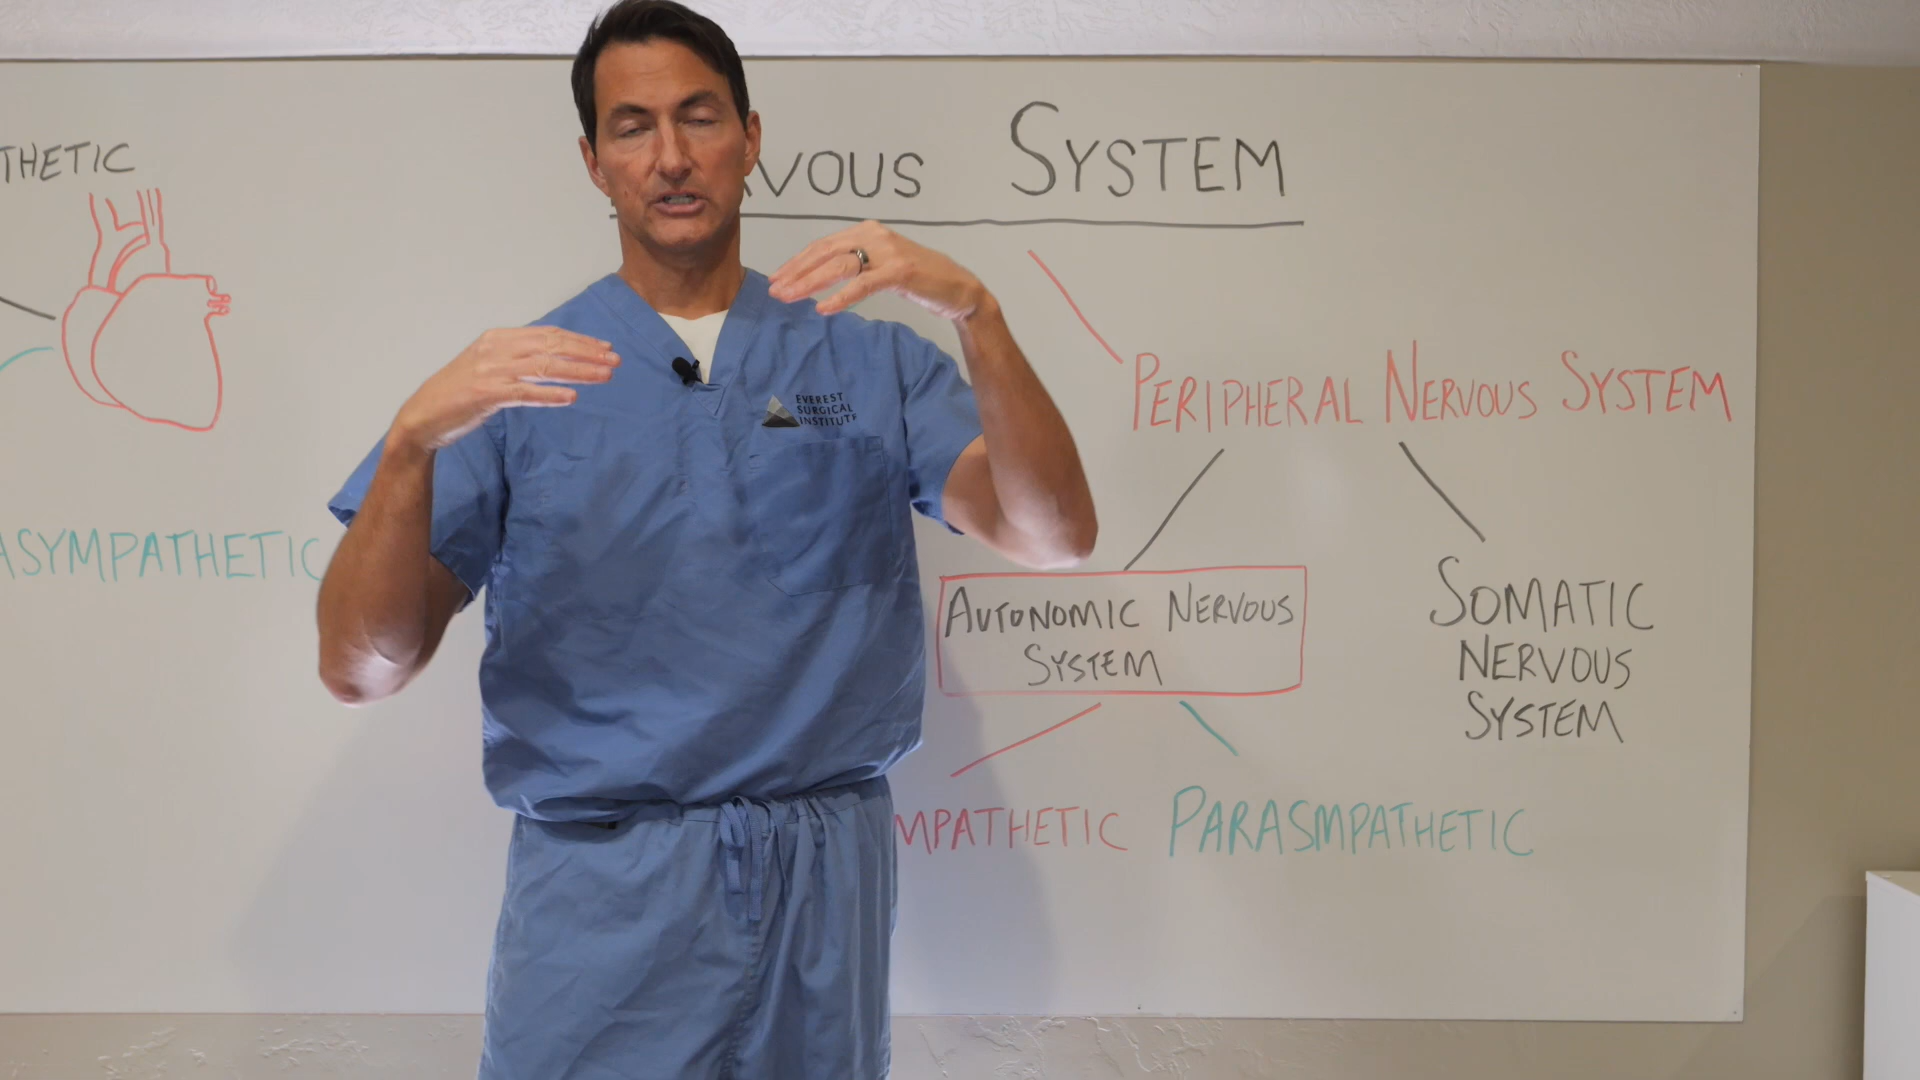 THETIC
VOUS SYSTEM
PERIPHERAL NERVOUS SYSTEM
EVEREST
SURGICAL
INSTITUTE
ASYMPATHETIC
AUTONOMIC NERVOUS
SYSTEM
SOMATIC
NERVOUS
SYSTEM
MPATHETIC
PARASMPATHETIC